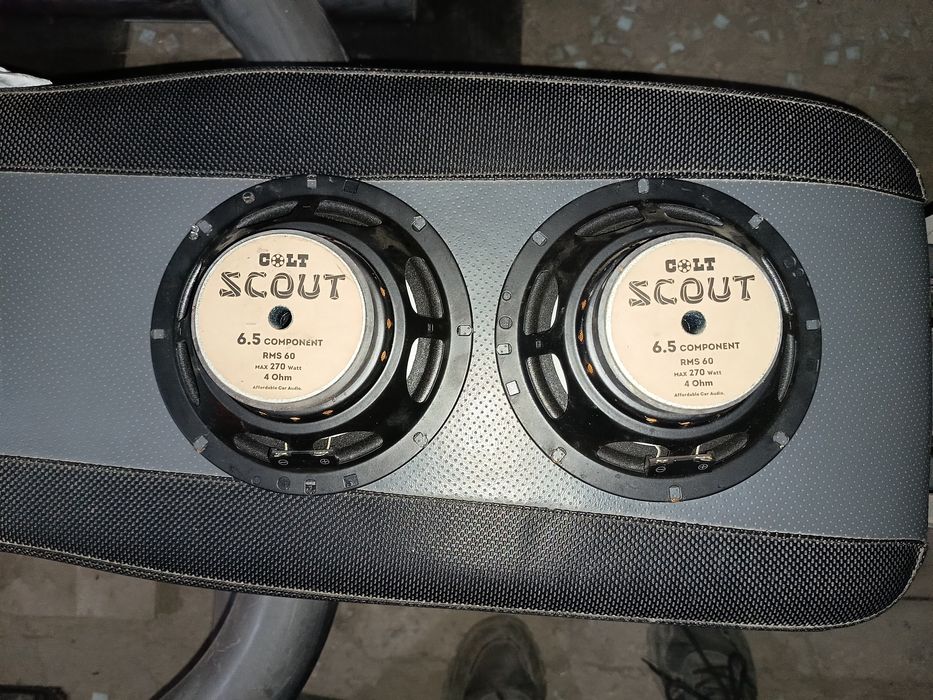 COLT
SCOUT
6.5 COMPONENT
RMS 60
MAX 270 Watt
4 Ohm
Affordable Car Audio.
- +
COLT
SCOUT
6.5 COMPONENT
RMS 60
MAX 270 Watt
4 Ohm
Affordable Car Audio.
- +